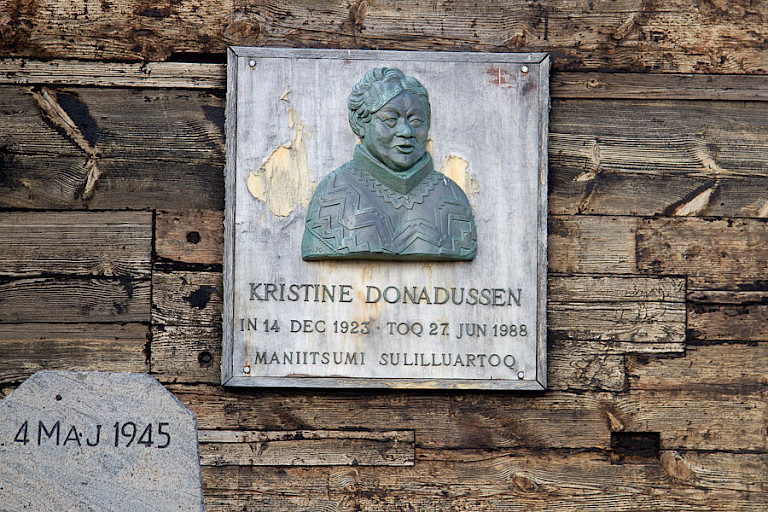 KRISTINE DONADUSSEN
IN 14 DEC 1923 · TOQ 27 JUN 1988
MANIITSUMI SULILLUARTOQ
4 MAJ 1945